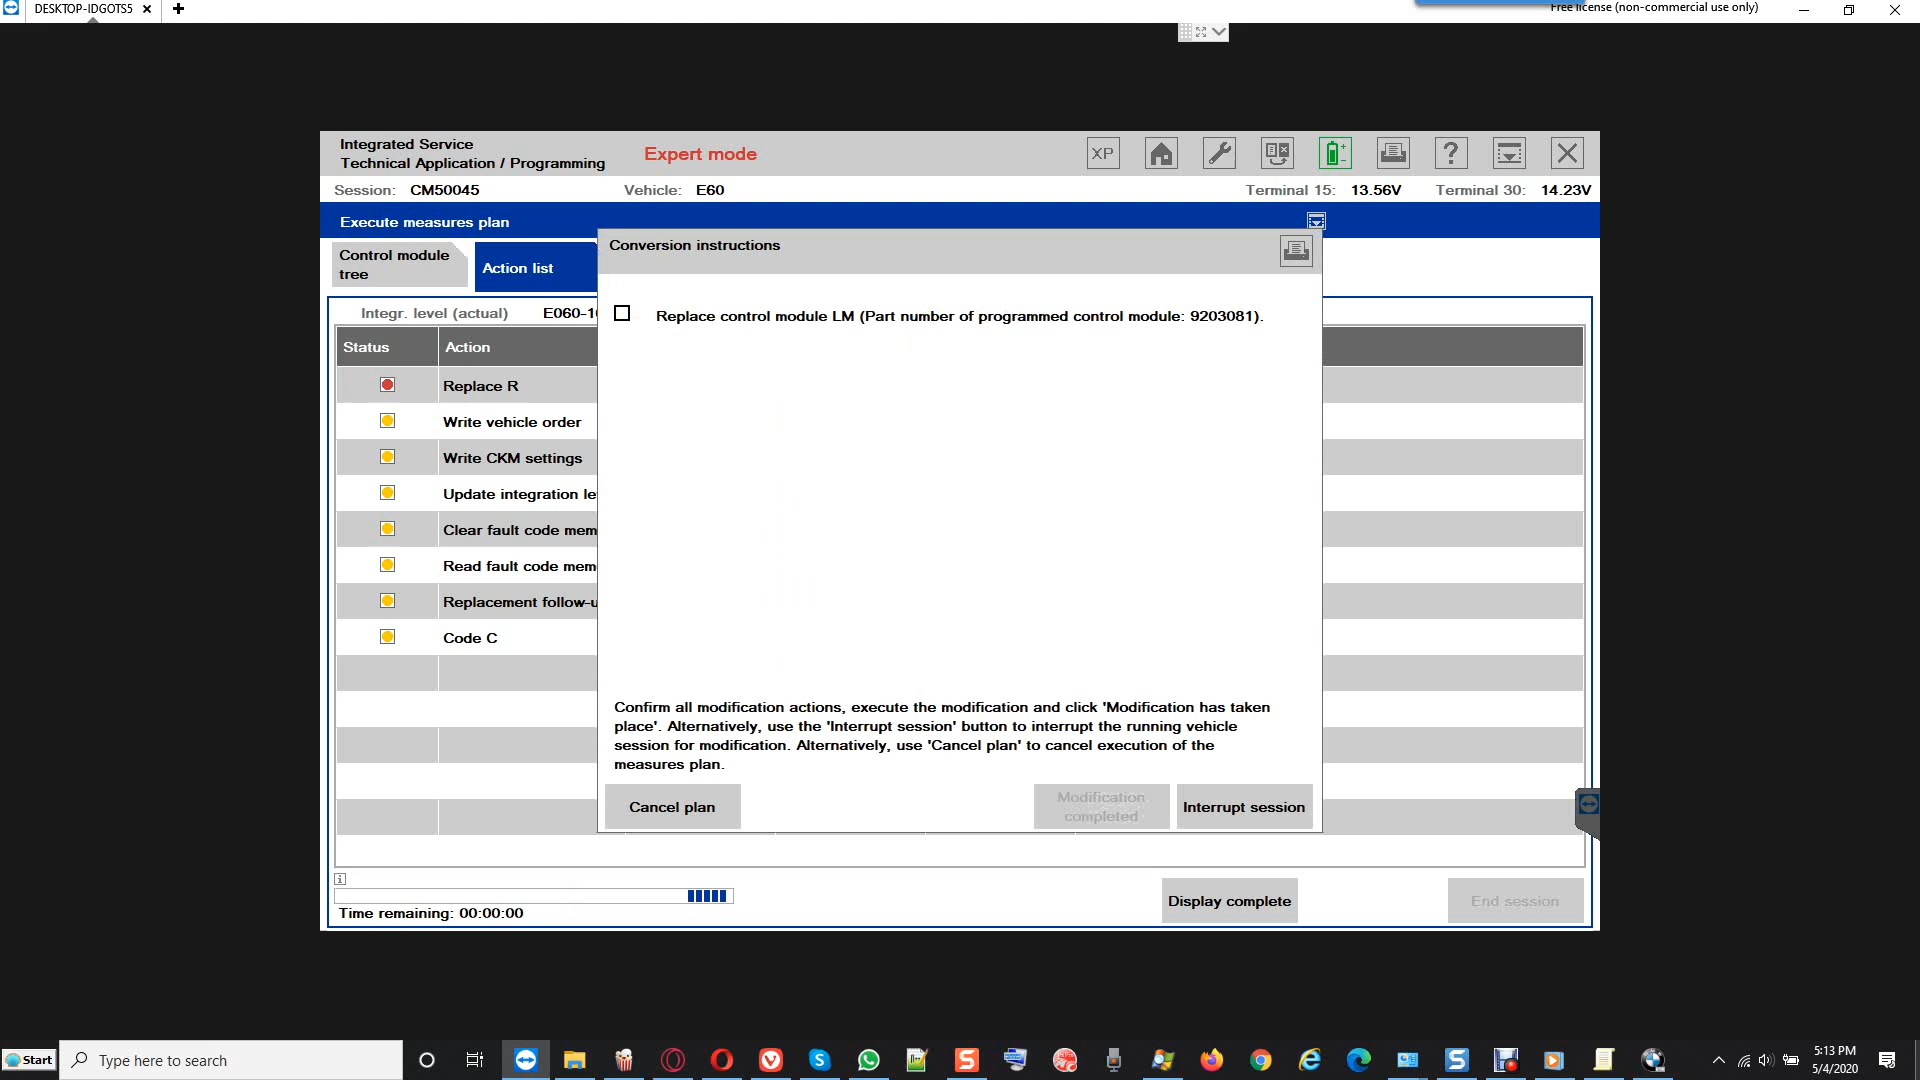 DESKTOP-IDGOTS5
Free license (non-commercial use only)
Integrated Service
Technical Application / Programming
Expert mode
XP
Session: CM50045
Vehicle: E60
Terminal 15: 13.56V
Terminal 30: 14.23V
Execute measures plan
Control module
tree
Action list
Conversion instructions
Integr. level (actual)
E060-1
Replace control module LM (Part number of programmed control module: 9203081).
Status
Action
Replace R
Write vehicle order
Write CKM settings
Update integration le
Clear fault code mem
Read fault code mem
Replacement follow-u
Code C
Confirm all modification actions, execute the modification and click 'Modification has taken
place'. Alternatively, use the 'Interrupt session' button to interrupt the running vehicle
session for modification. Alternatively, use 'Cancel plan' to cancel execution of the
measures plan.
Cancel plan
Modification
completed
Interrupt session
Time remaining: 00:00:00
Display complete
End session
Start
Type here to search
5:13 PM
5/4/2020